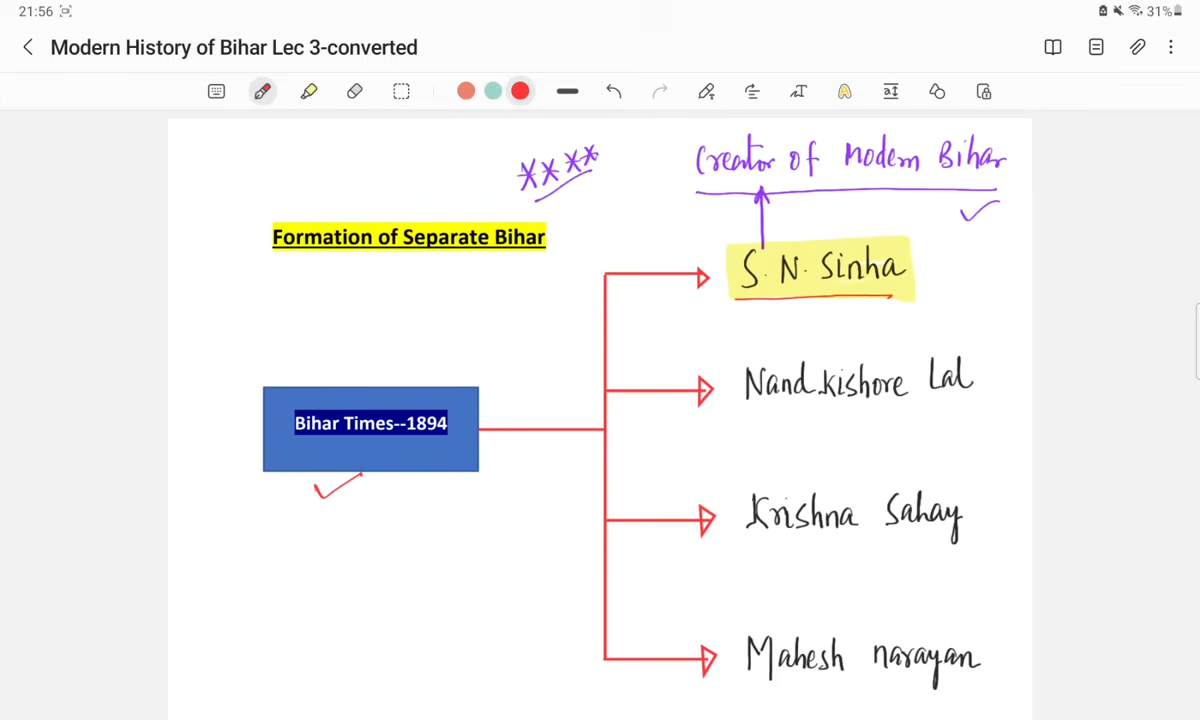 21:56
31%
Modern History of Bihar Lec 3-converted
****
Creator of Modern Bihar
Formation of Separate Bihar
S. N. Sinha
Nand kishore Lal
Bihar Times--1894
Krishna Sahay
Mahesh narayan